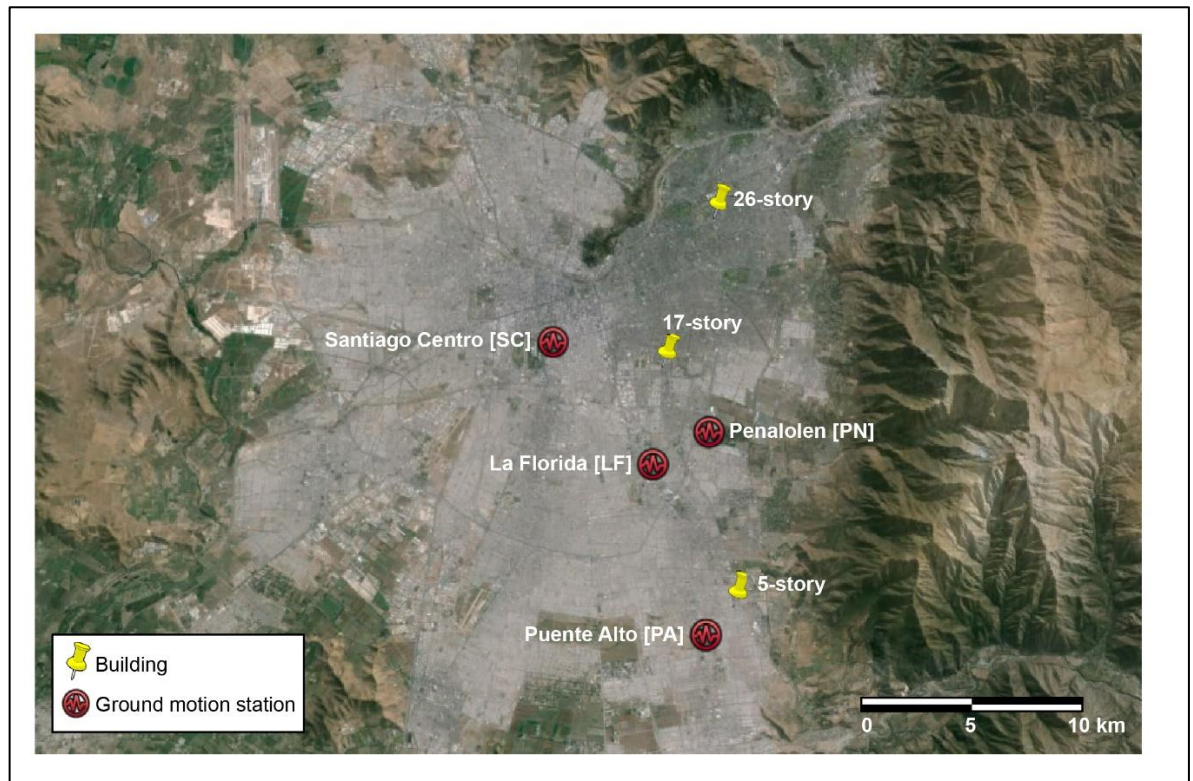 26-story
17-story
Santiago Centro [SC]
Penalolen [PN]
La Florida [LF]
5-story
Puente Alto [PA]
Building
Ground motion station
0 5 10 km